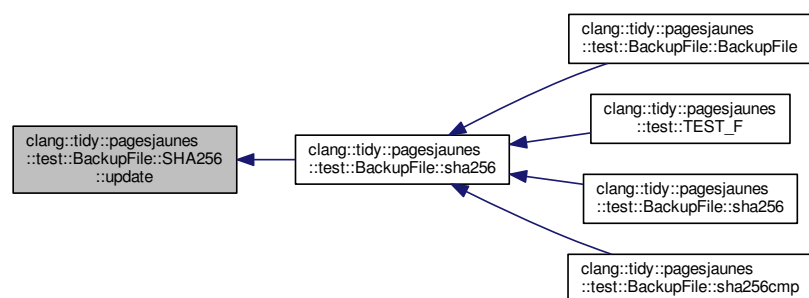 clang::tidy::pagesjaunes
::test::BackupFile::SHA256
::update
clang::tidy::pagesjaunes
::test::BackupFile::sha256
clang::tidy::pagesjaunes
::test::BackupFile::BackupFile
clang::tidy::pagesjaunes
::test::TEST_F
clang::tidy::pagesjaunes
::test::BackupFile::sha256
clang::tidy::pagesjaunes
::test::BackupFile::sha256cmp